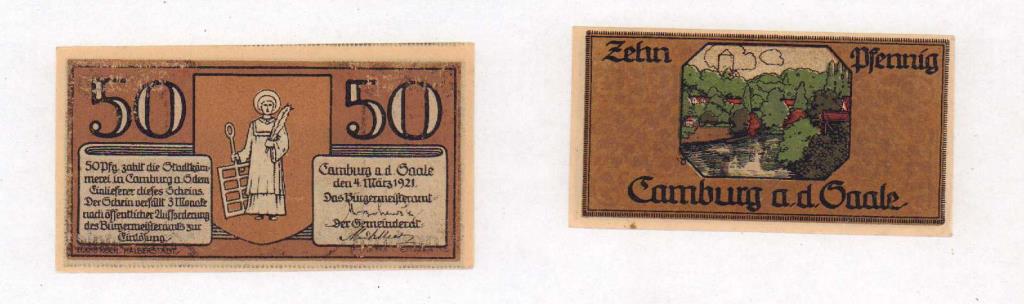 50
50
50 Pfg. zahlt die Stadtkäm-
merei in Camburg a. S. dem
Einlieferer dieses Scheins.
Der Schein verfällt 3 Monate
nach öffentlicher Aufforderung
des Bürgermeisteramts zur
Einlösung.
Camburg a. d. Saale
den 4. März 1921.
Das Bürgermeisteramt
Der Gemeinderat.
Zehn Pfennig
Camburg a. d. Saale